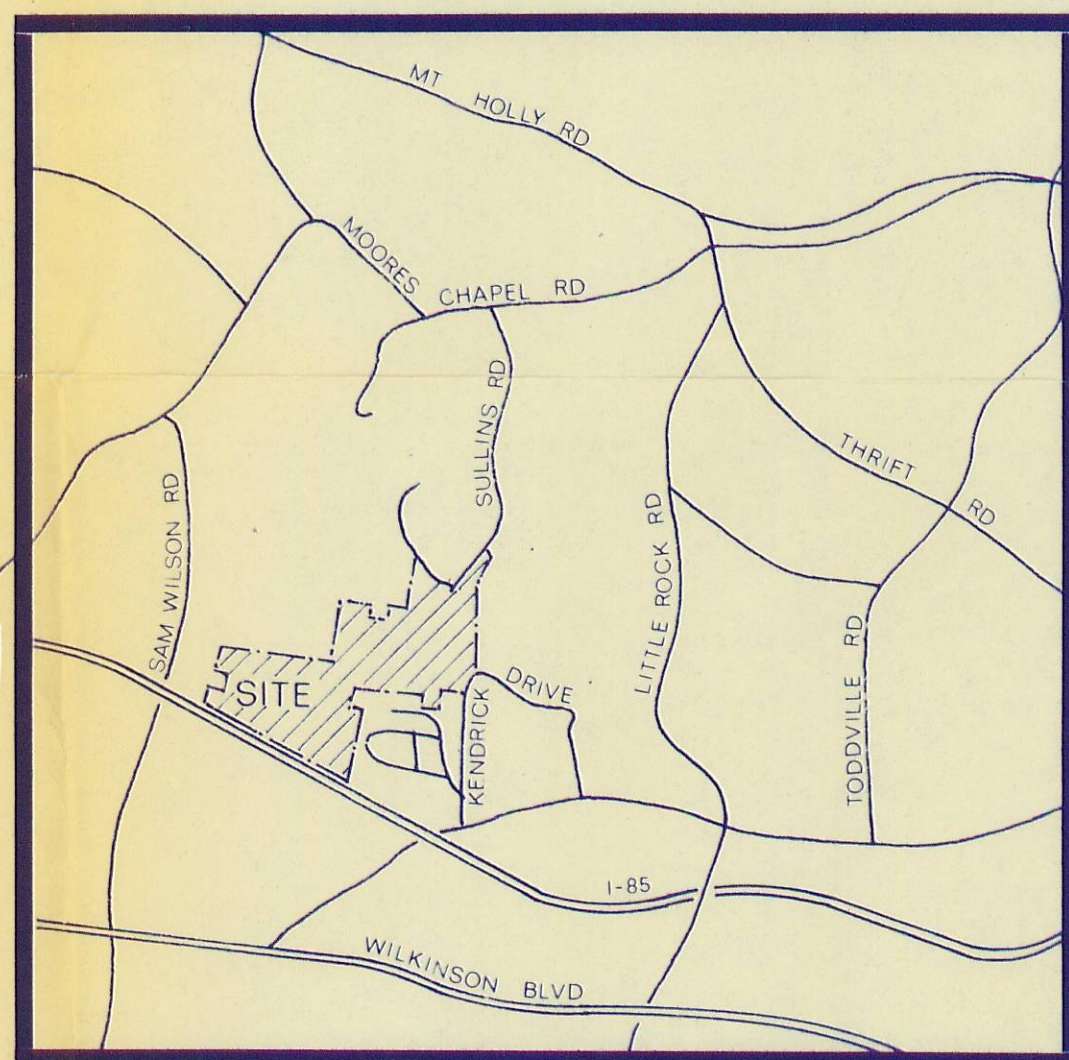 MT HOLLY RD
MOORES CHAPEL RD
SULLINS RD
THRIFT RD
SAM WILSON RD
LITTLE ROCK RD
SITE
KENDRICK DRIVE
TODDVILLE RD
I-85
WILKINSON BLVD